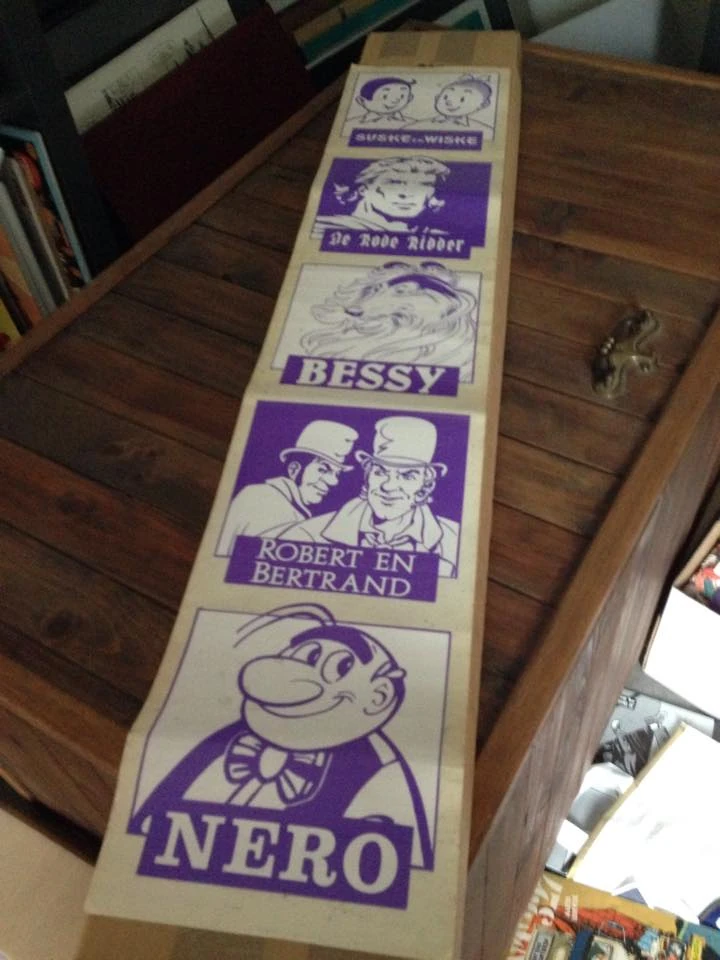 SUSKE en WISKE
De Rode Ridder
BESSY
ROBERT EN
BERTRAND
NERO